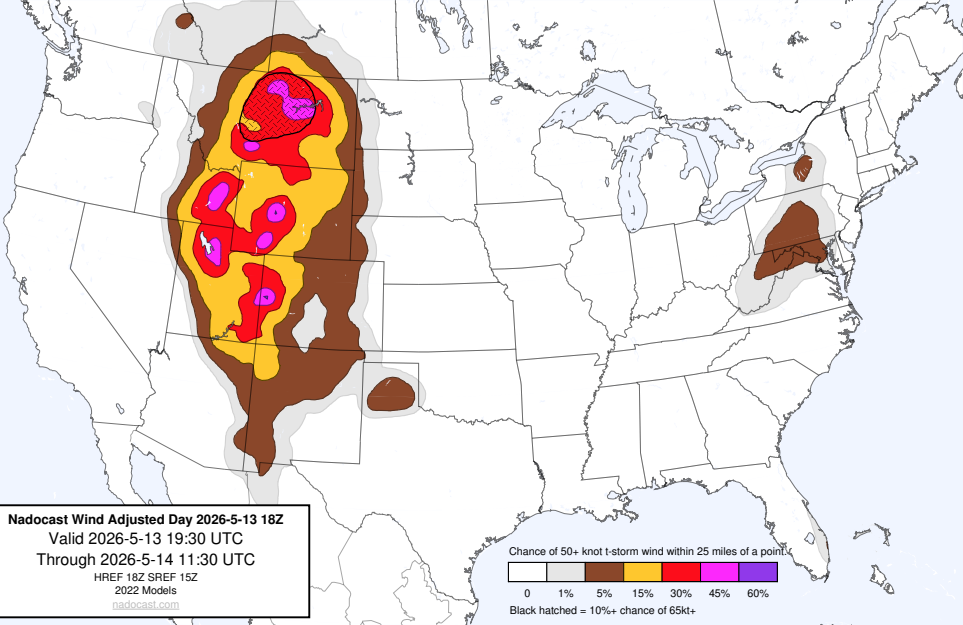 Nadocast Wind Adjusted Day 2026-5-13 18Z
Valid 2026-5-13 19:30 UTC
Through 2026-5-14 11:30 UTC
HREF 18Z SREF 15Z
2022 Models
nadocast.com
Chance of 50+ knot t-storm wind within 25 miles of a point.
0 1% 5% 15% 30% 45% 60%
Black hatched = 10%+ chance of 65kt+